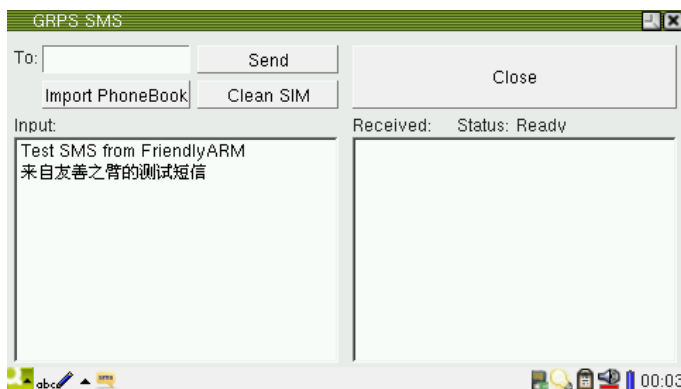 GRPS SMS
To:
Send
Close
Import PhoneBook
Clean SIM
Input:
Received: Status: Ready
Test SMS from FriendlyARM
来自友善之臂的测试短信
abc
00:03